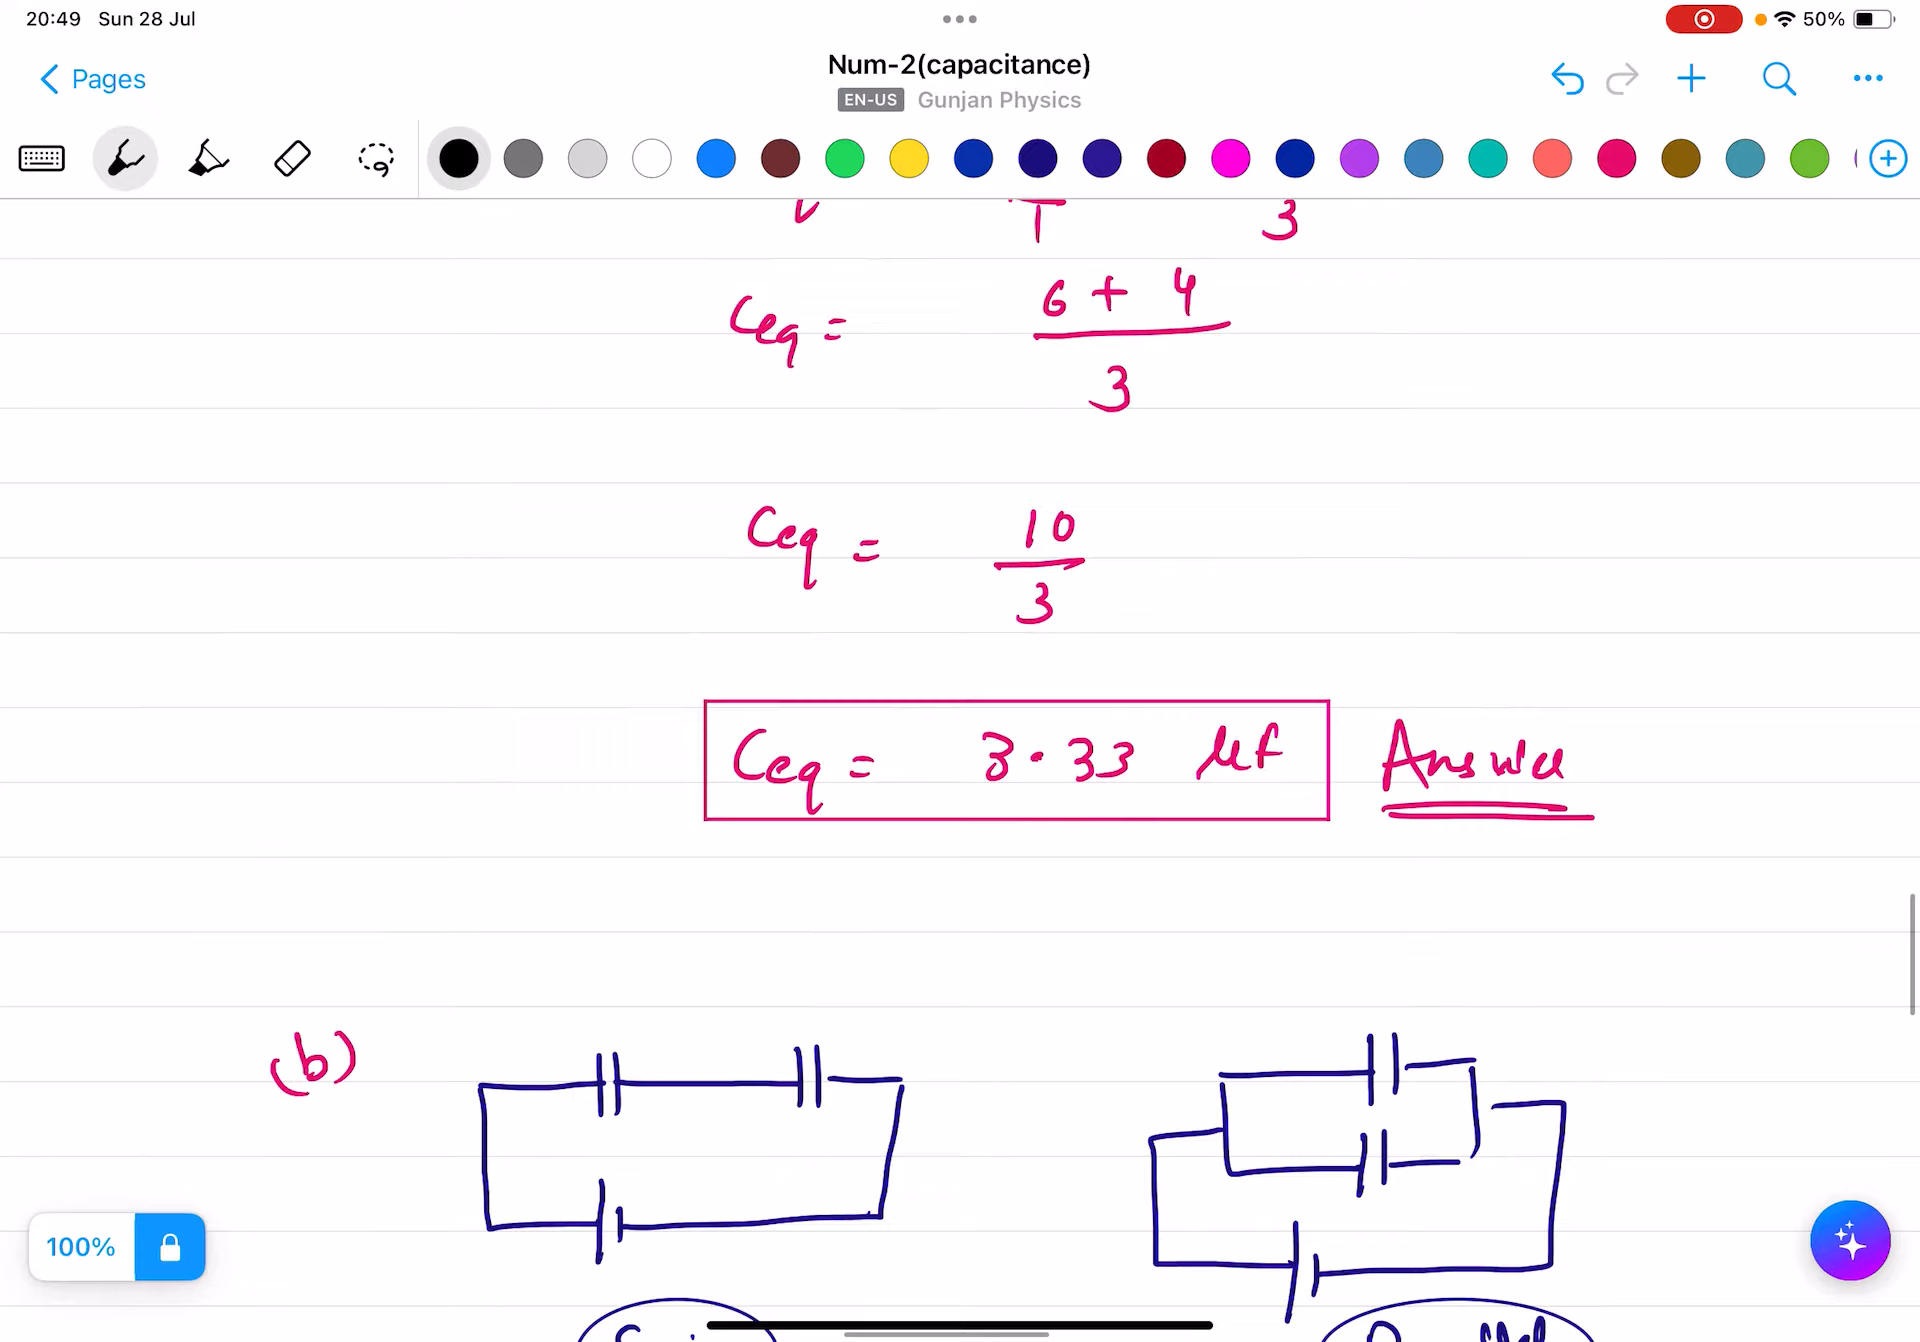 20:49 Sun 28 Jul
50%
Pages
Num-2(capacitance)
EN-US Gunjan Physics
1 3
Ceq = 6 + 4
3
Ceq = 10
3
Ceq = 3.33 μf Answer
(b)
100%